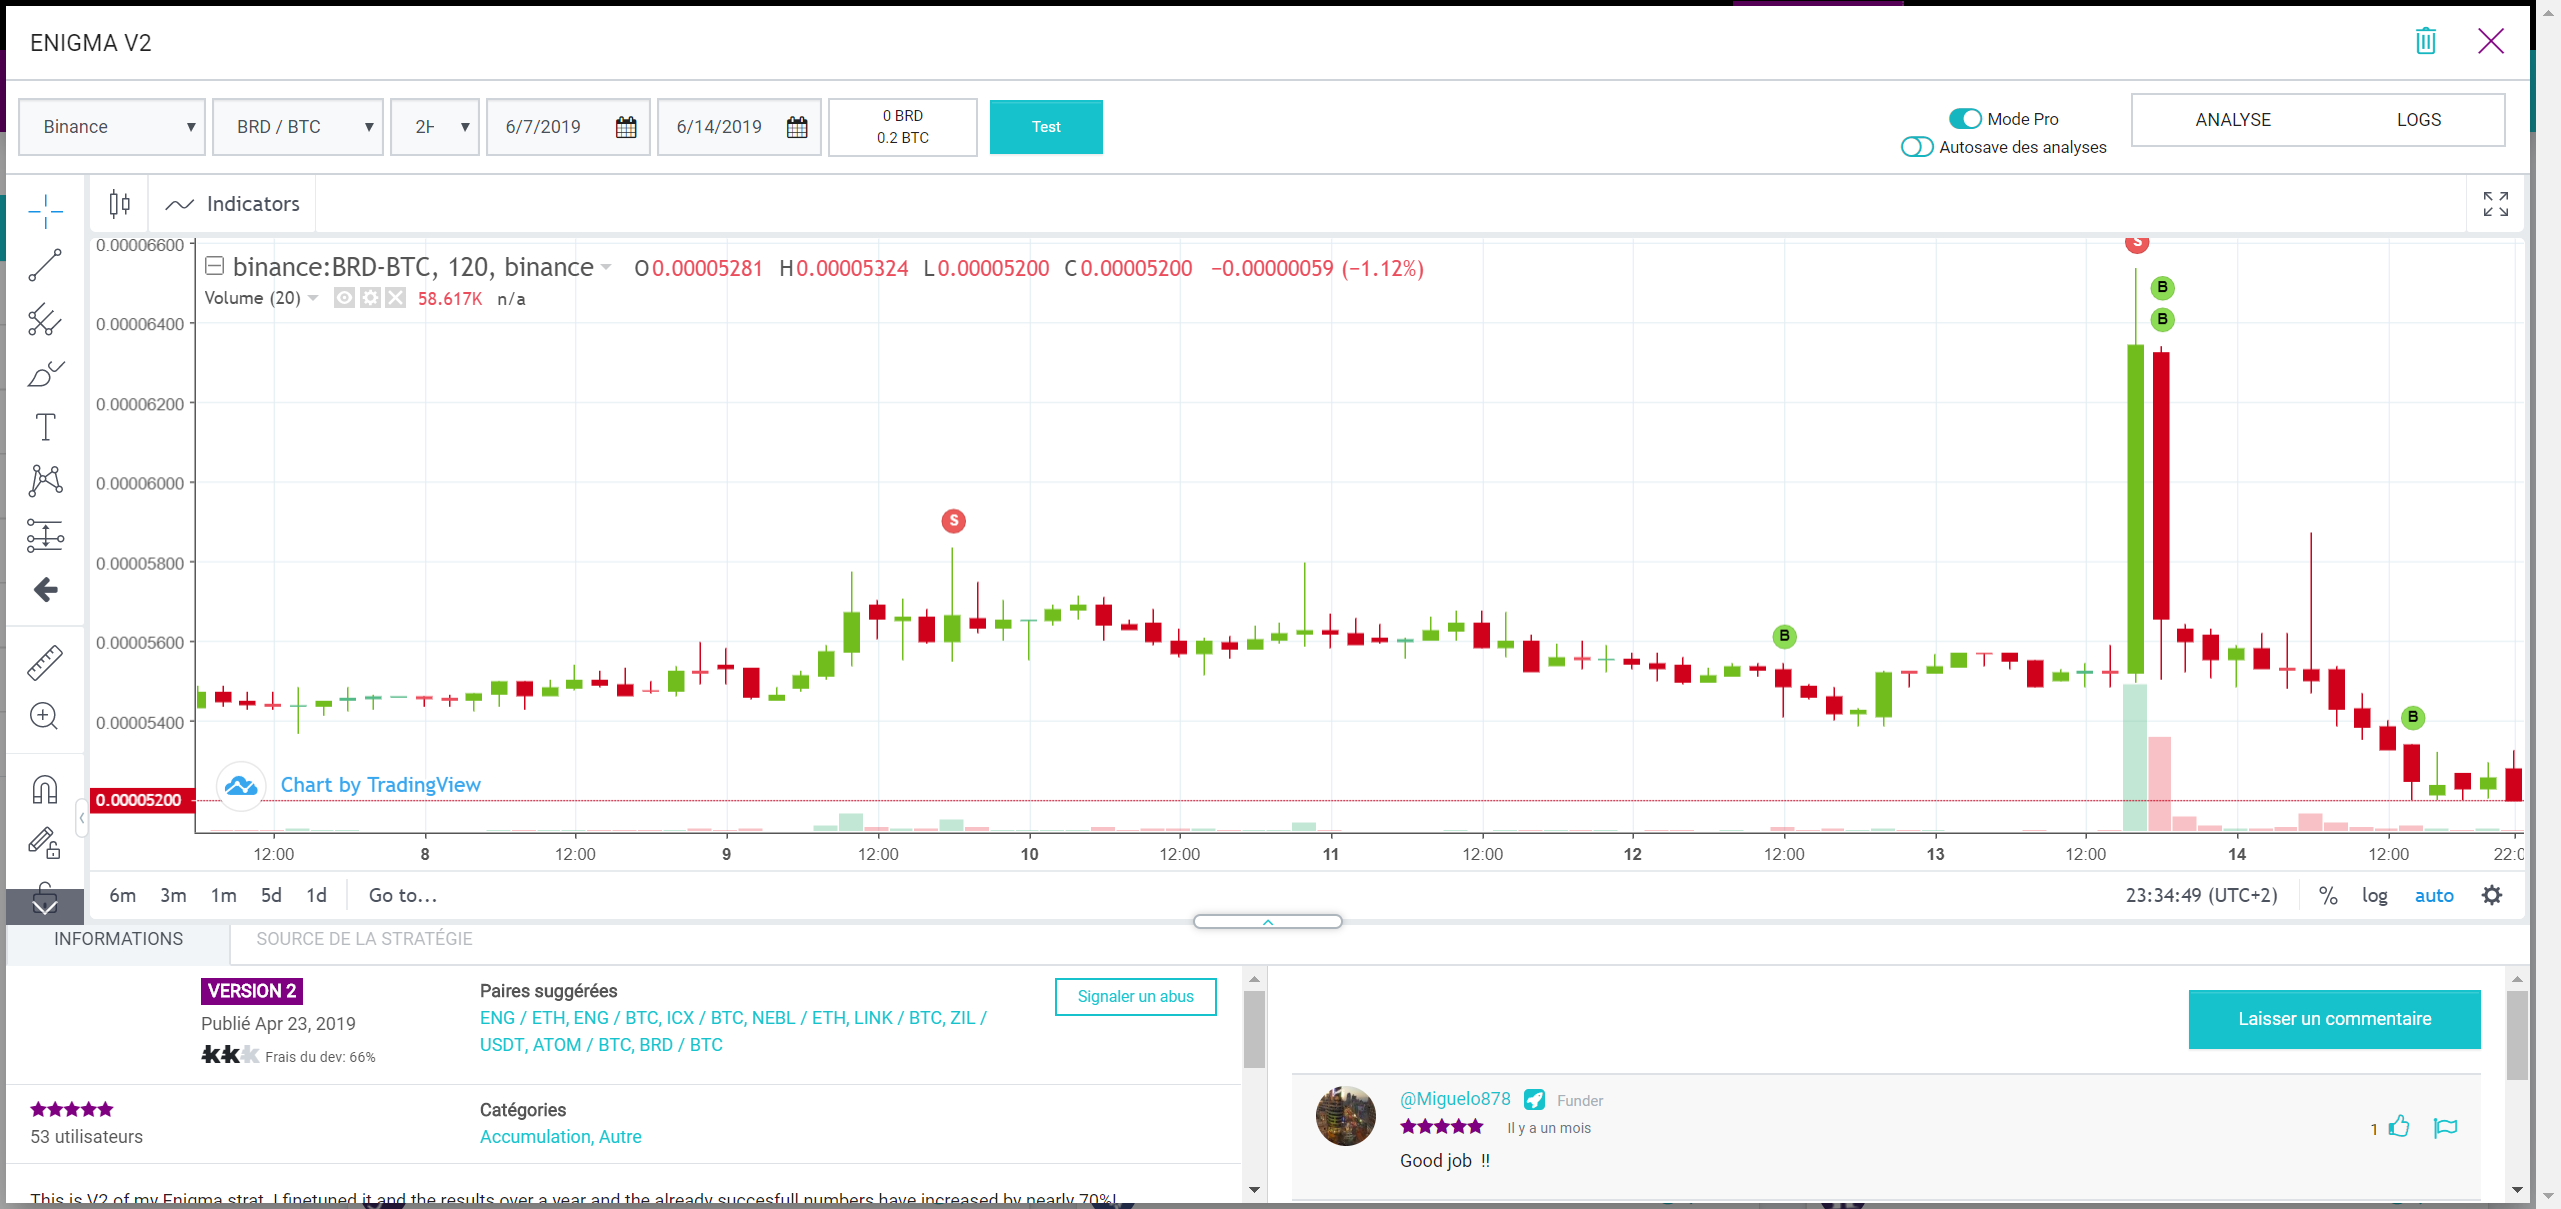 ENIGMA V2
Binance
BRD / BTC
2H
6/7/2019
6/14/2019
0 BRD
0.2 BTC
Test
Mode Pro
Autosave des analyses
ANALYSE
LOGS
Indicators
binance:BRD-BTC, 120, binance O0.00005281 H0.00005324 L0.00005200 C0.00005200 −0.00000059 (−1.12%)
Volume (20) 58.617K n/a
0.00006600
0.00006400
0.00006200
0.00006000
0.00005800
0.00005600
0.00005400
0.00005200
S
B
B
S
B
B
Chart by TradingView
12:00 8 12:00 9 12:00 10 12:00 11 12:00 12 12:00 13 12:00 14 12:00 22:0
6m 3m 1m 5d 1d Go to...
23:34:49 (UTC+2) % log auto
INFORMATIONS
SOURCE DE LA STRATÉGIE
VERSION 2
Publié Apr 23, 2019
Frais du dev: 66%
Paires suggérées
ENG / ETH, ENG / BTC, ICX / BTC, NEBL / ETH, LINK / BTC, ZIL /
USDT, ATOM / BTC, BRD / BTC
Signaler un abus
53 utilisateurs
Catégories
Accumulation, Autre
This is V2 of my Enigma strat. I finetuned it and the results over a year and the already succesfull numbers have increased by nearly 70%!
Laisser un commentaire
@Miguelo878 Funder
Il y a un mois
Good job !!
1